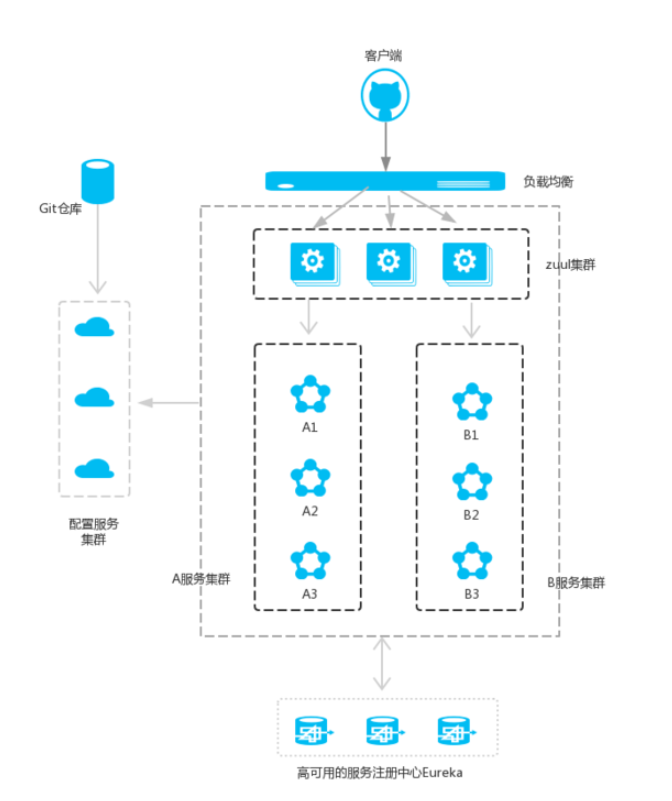 客户端
负载均衡
Git仓库
zuul集群
A1
B1
A2
B2
配置服务
集群
A服务集群
B服务集群
A3
B3
高可用的服务注册中心Eureka